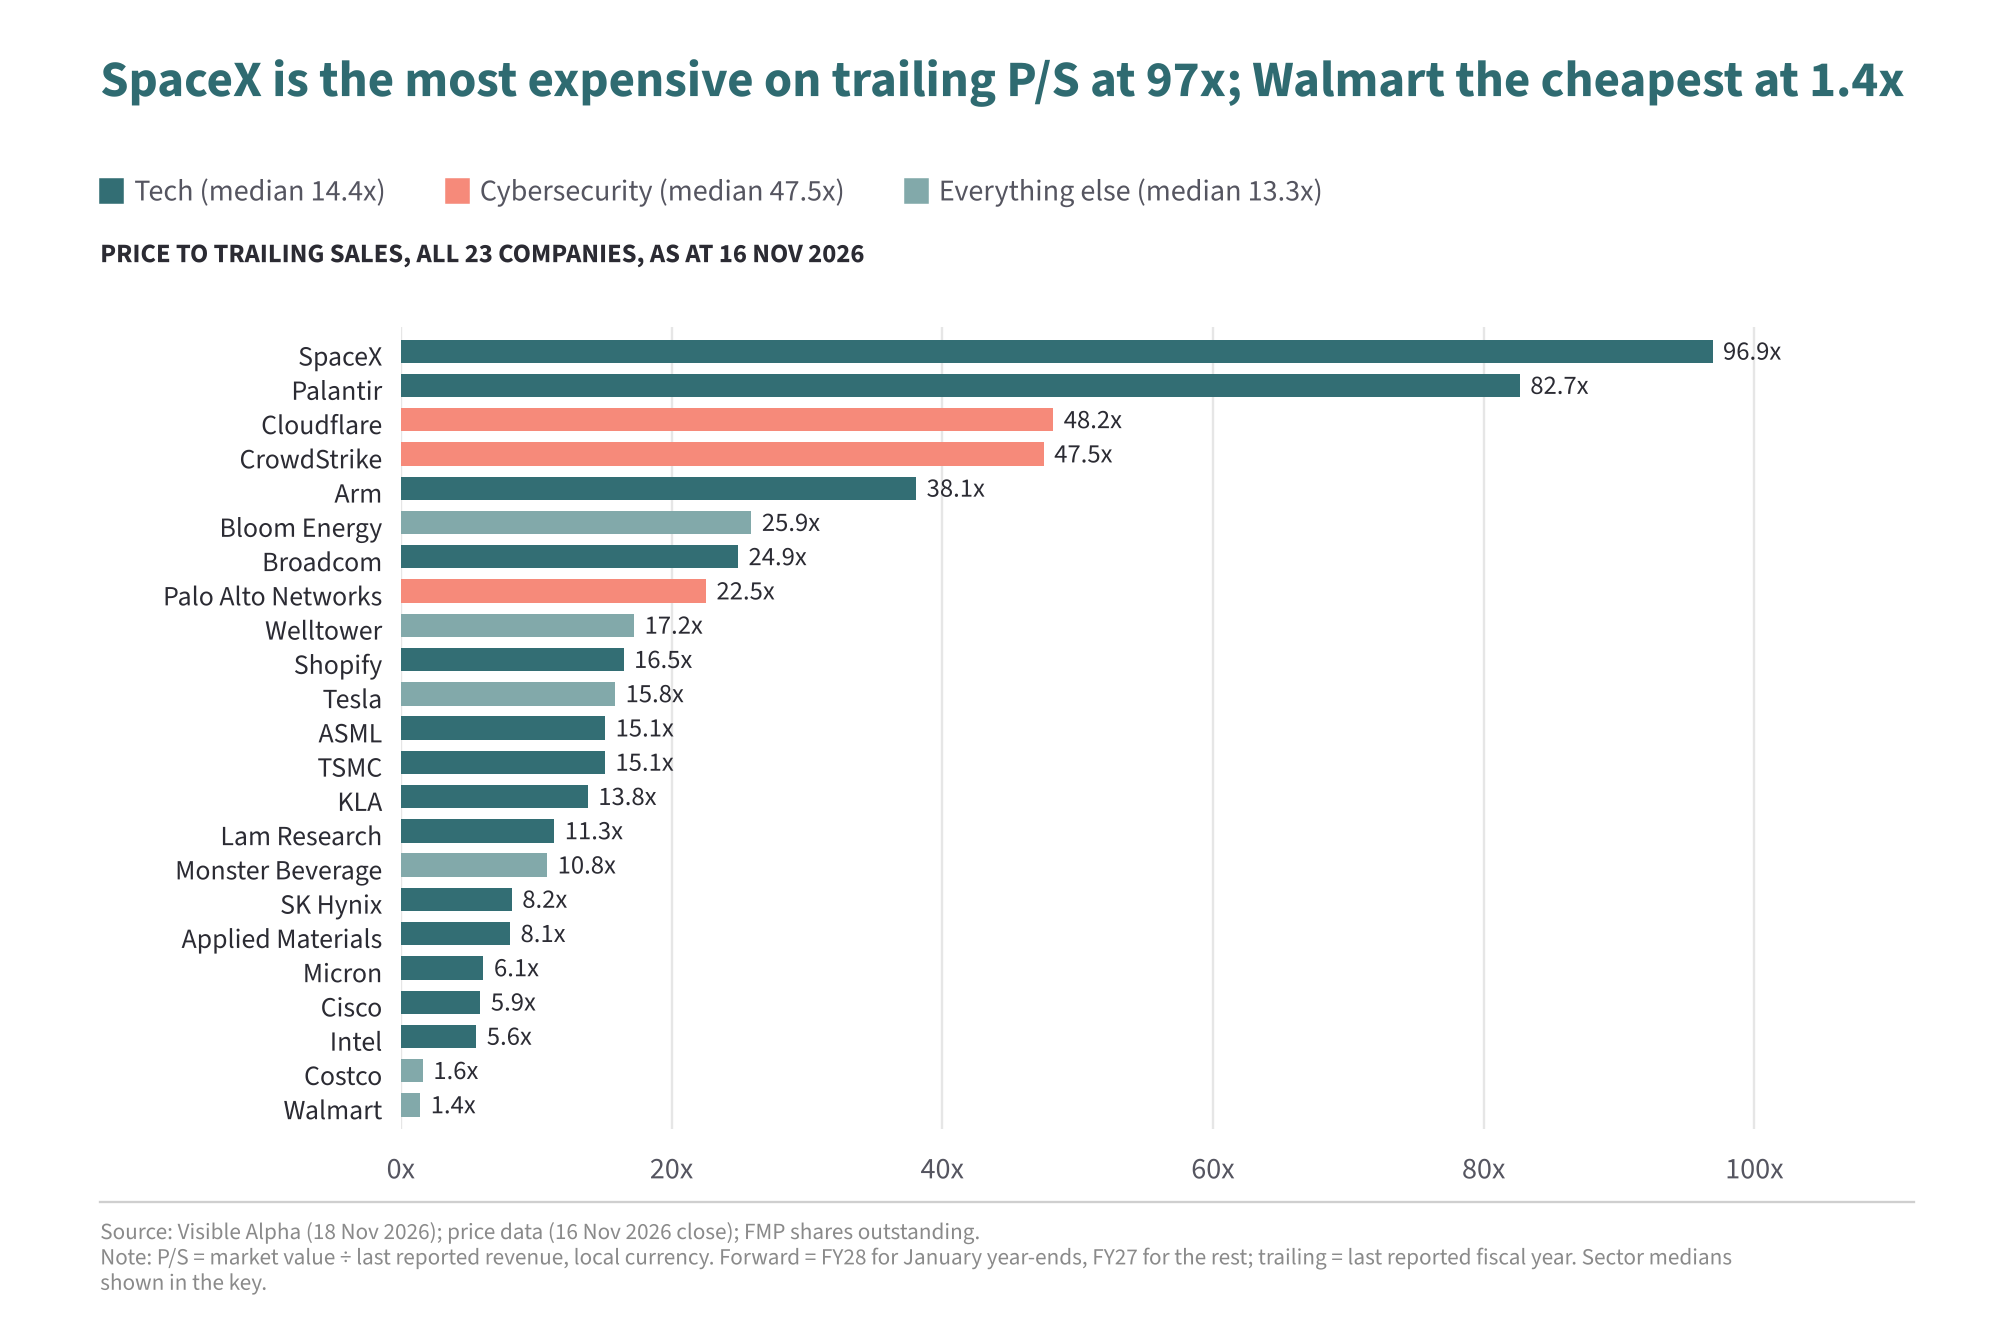 SpaceX is the most expensive on trailing P/S at 97x; Walmart the cheapest at 1.4x
Tech (median 14.4x) Cybersecurity (median 47.5x) Everything else (median 13.3x)
PRICE TO TRAILING SALES, ALL 23 COMPANIES, AS AT 16 NOV 2026
SpaceX 96.9x
Palantir 82.7x
Cloudflare 48.2x
CrowdStrike 47.5x
Arm 38.1x
Bloom Energy 25.9x
Broadcom 24.9x
Palo Alto Networks 22.5x
Welltower 17.2x
Shopify 16.5x
Tesla 15.8x
ASML 15.1x
TSMC 15.1x
KLA 13.8x
Lam Research 11.3x
Monster Beverage 10.8x
SK Hynix 8.2x
Applied Materials 8.1x
Micron 6.1x
Cisco 5.9x
Intel 5.6x
Costco 1.6x
Walmart 1.4x
0x 20x 40x 60x 80x 100x
Source: Visible Alpha (18 Nov 2026); price data (16 Nov 2026 close); FMP shares outstanding.
Note: P/S = market value ÷ last reported revenue, local currency. Forward = FY28 for January year-ends, FY27 for the rest; trailing = last reported fiscal year. Sector medians
shown in the key.